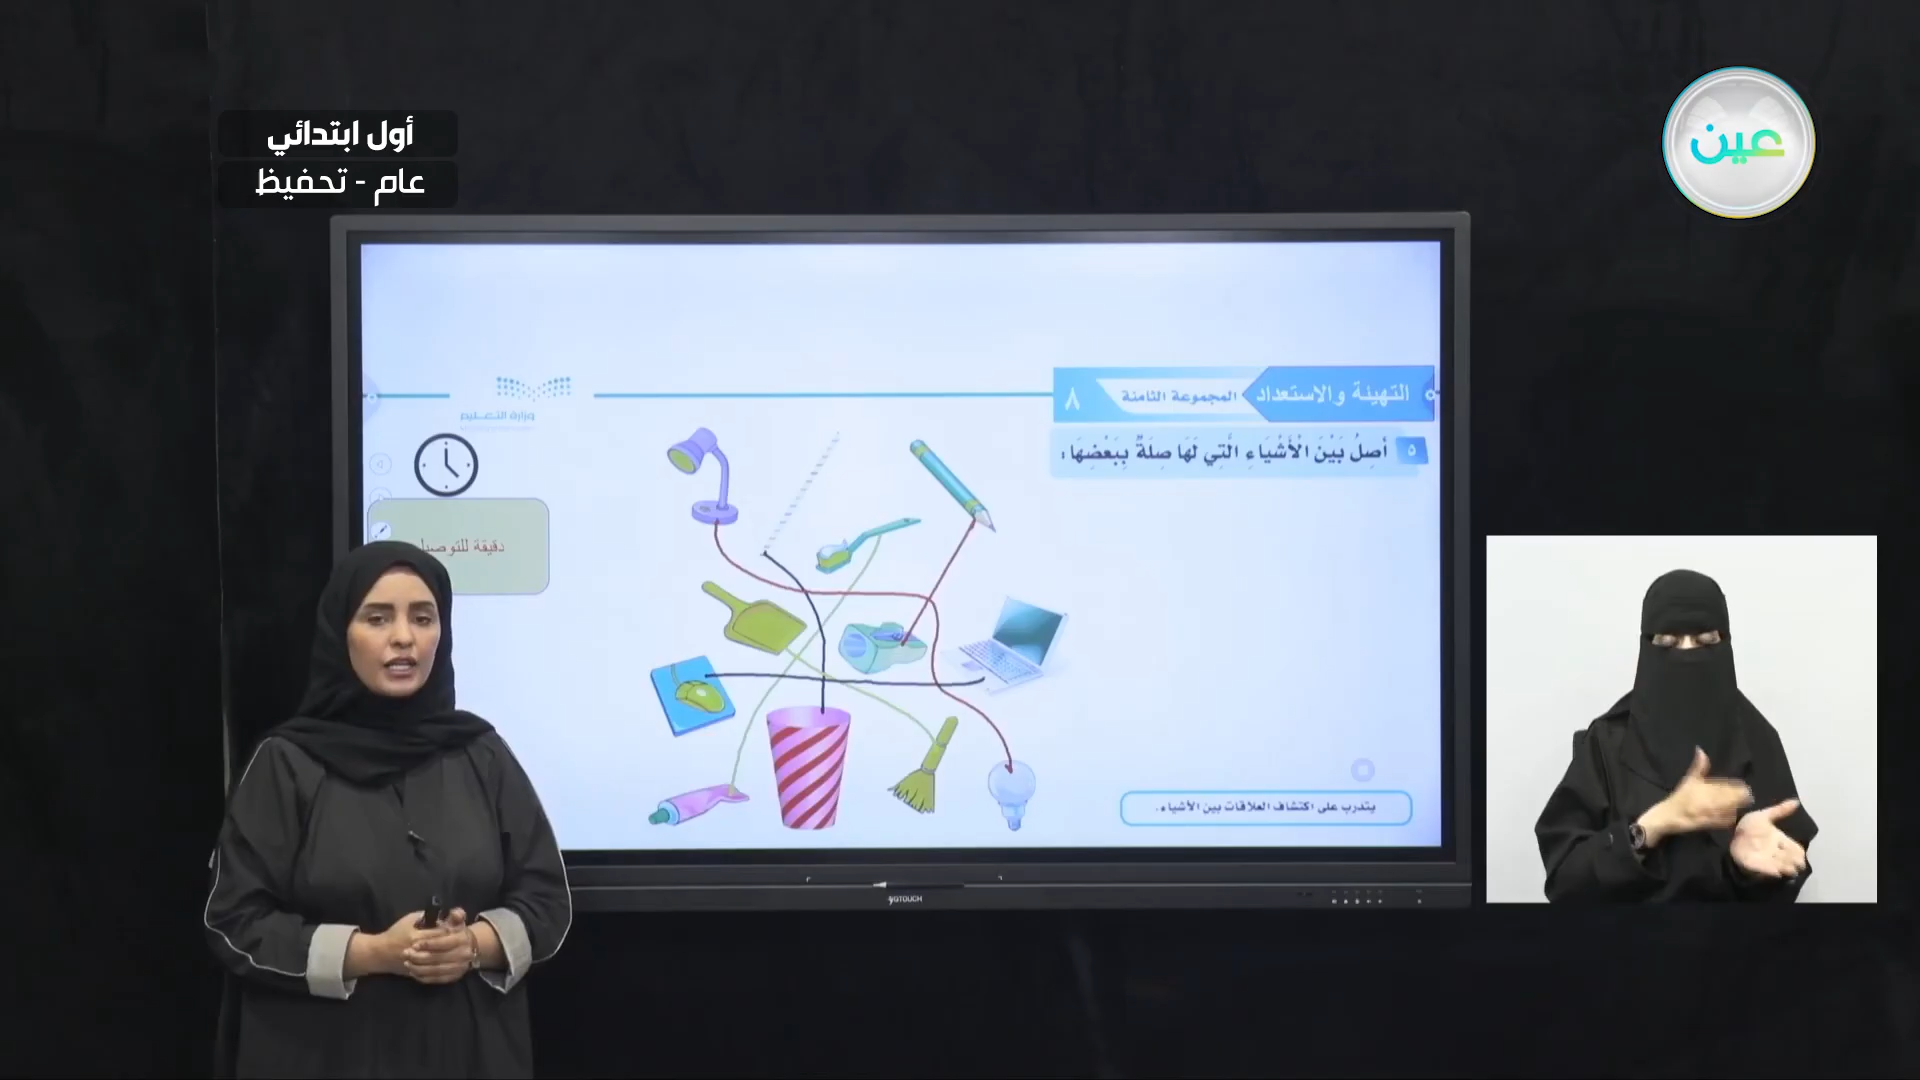 أول ابتدائي
عام - تحفيظ
عين
التهيئة والاستعداد
المجموعة الثامنة
٨
وزارة التعليم
٥ أَصِلُ بَيْنَ الْأَشْيَاءِ الَّتِي لَهَا صِلَةٌ بِبَعْضِهَا :
دقيقة للتوصيل
يتدرب على اكتشاف العلاقات بين الأشياء.